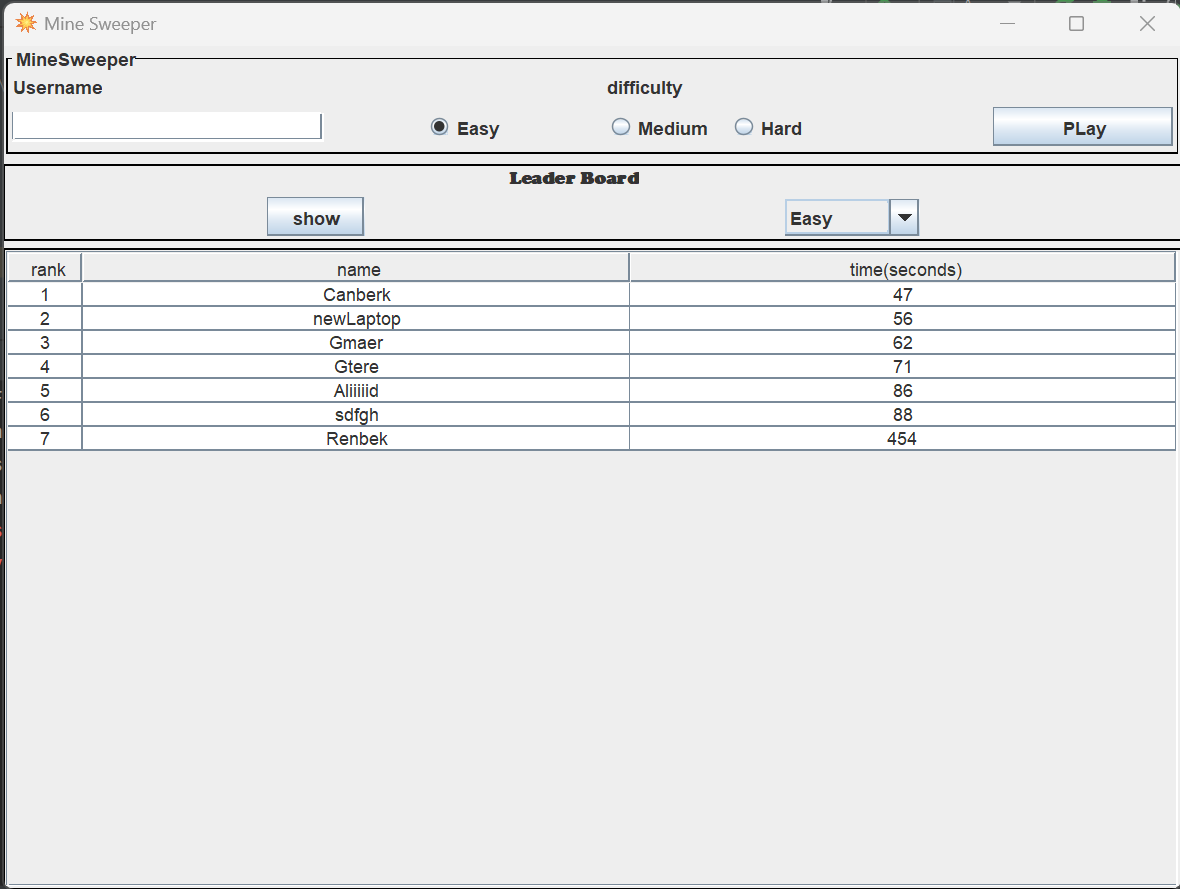 Mine Sweeper
MineSweeper
Username difficulty
Easy Medium Hard PLay
Leader Board
show Easy
rank name time(seconds)
1 Canberk 47
2 newLaptop 56
3 Gmaer 62
4 Gtere 71
5 Aliiiiid 86
6 sdfgh 88
7 Renbek 454